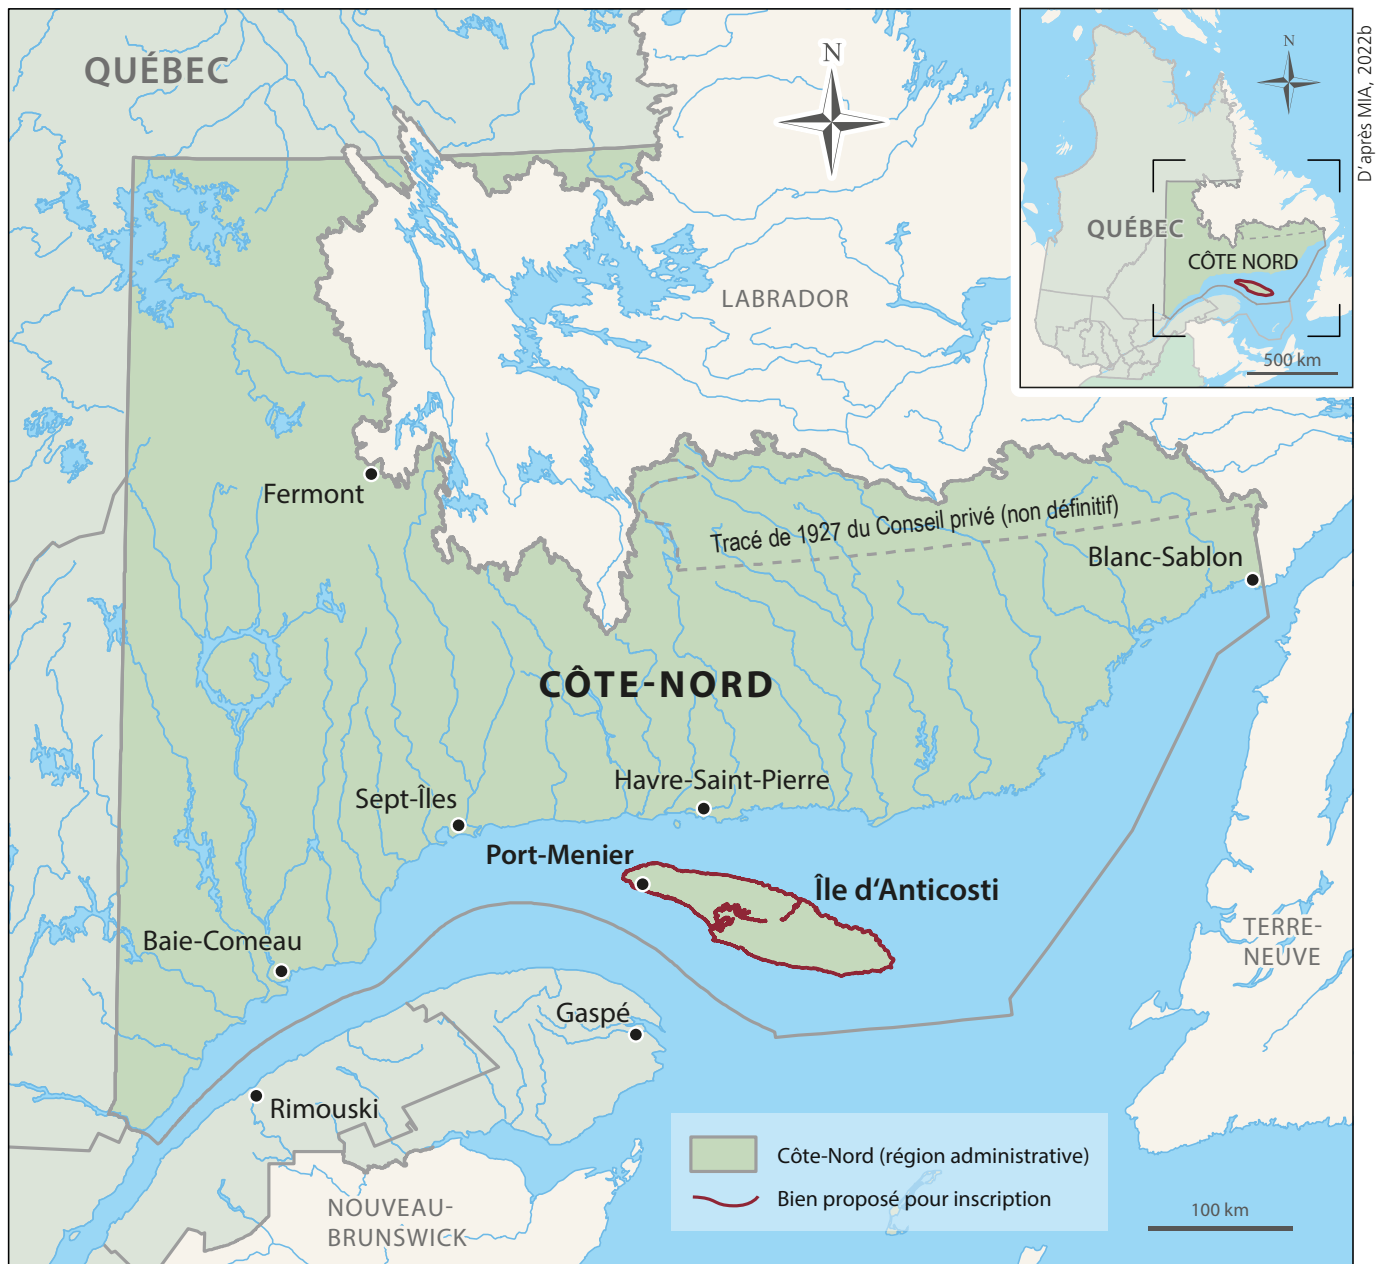 QUÉBEC
N
LABRADOR
Fermont
Tracé de 1927 du Conseil privé (non définitif)
Blanc-Sablon
CÔTE-NORD
Havre-Saint-Pierre
Sept-Îles
Port-Menier
Île d‘Anticosti
Baie-Comeau
TERRE-
NEUVE
Gaspé
Rimouski
NOUVEAU-
BRUNSWICK
Côte-Nord (région administrative)
Bien proposé pour inscription
100 km
N
QUÉBEC
CÔTE NORD
500 km
D‘après MIA, 2022b